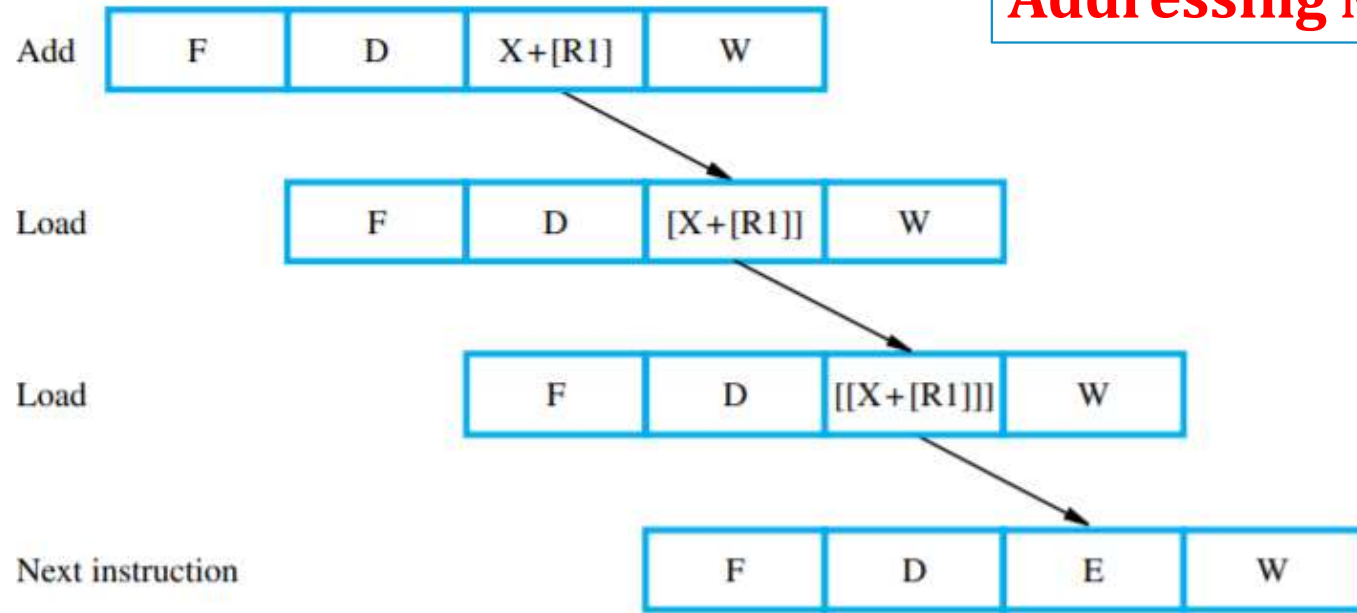 Addressing
Add F D X+[R1] W
Load F D [X+[R1]] W
Load F D [[X+[R1]]] W
Next instruction F D E W